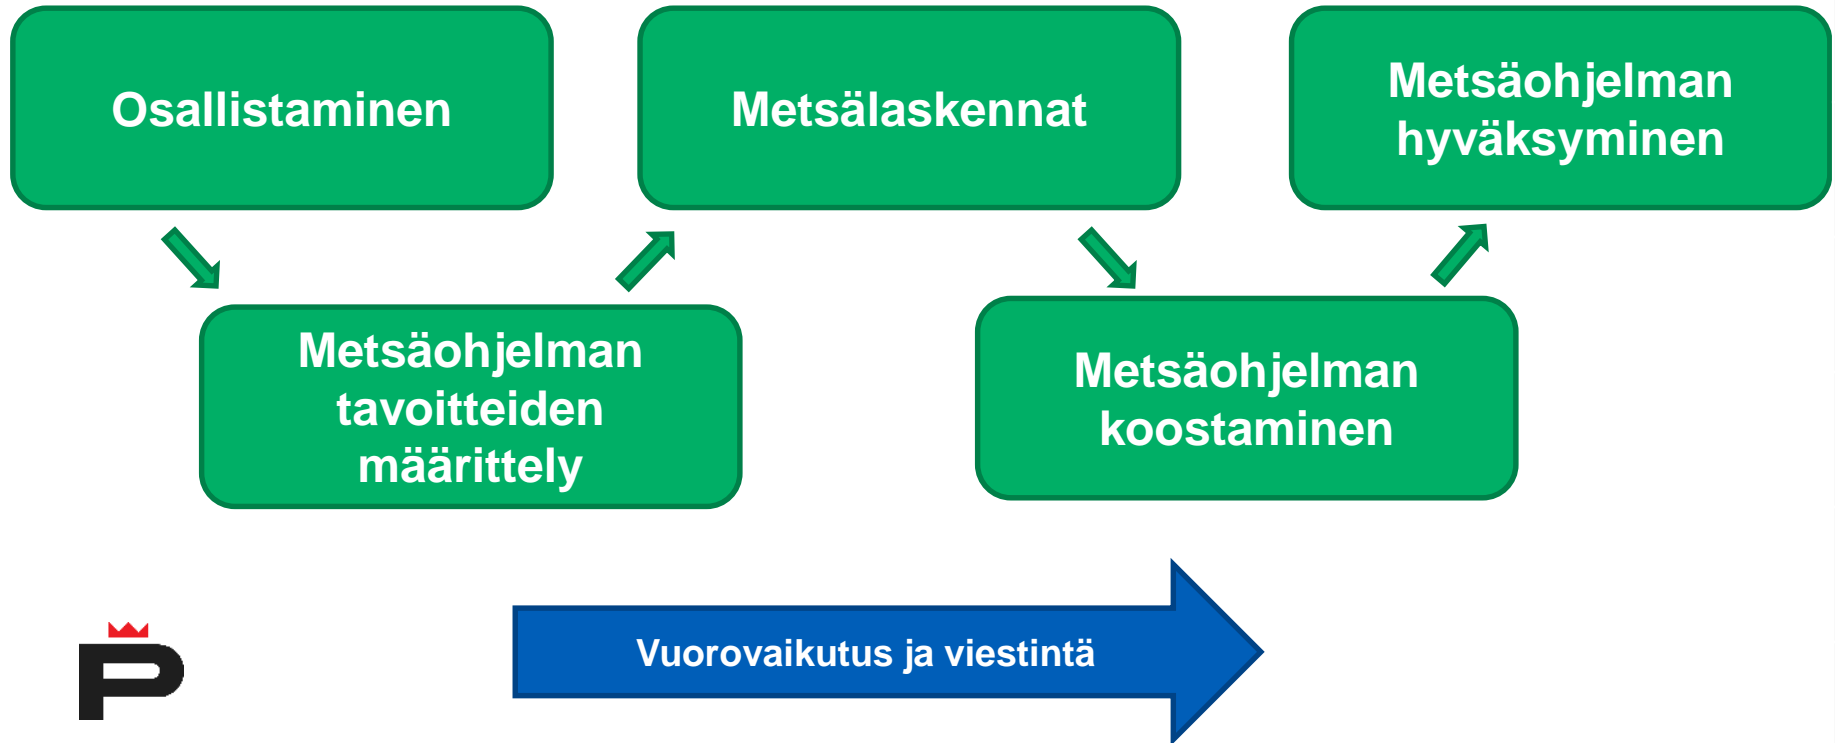 Osallistaminen
Metsäohjelman
tavoitteiden
määrittely
Metsälaskennat
Metsäohjelman
koostaminen
Metsäohjelman
hyväksyminen
Vuorovaikutus ja viestintä
P